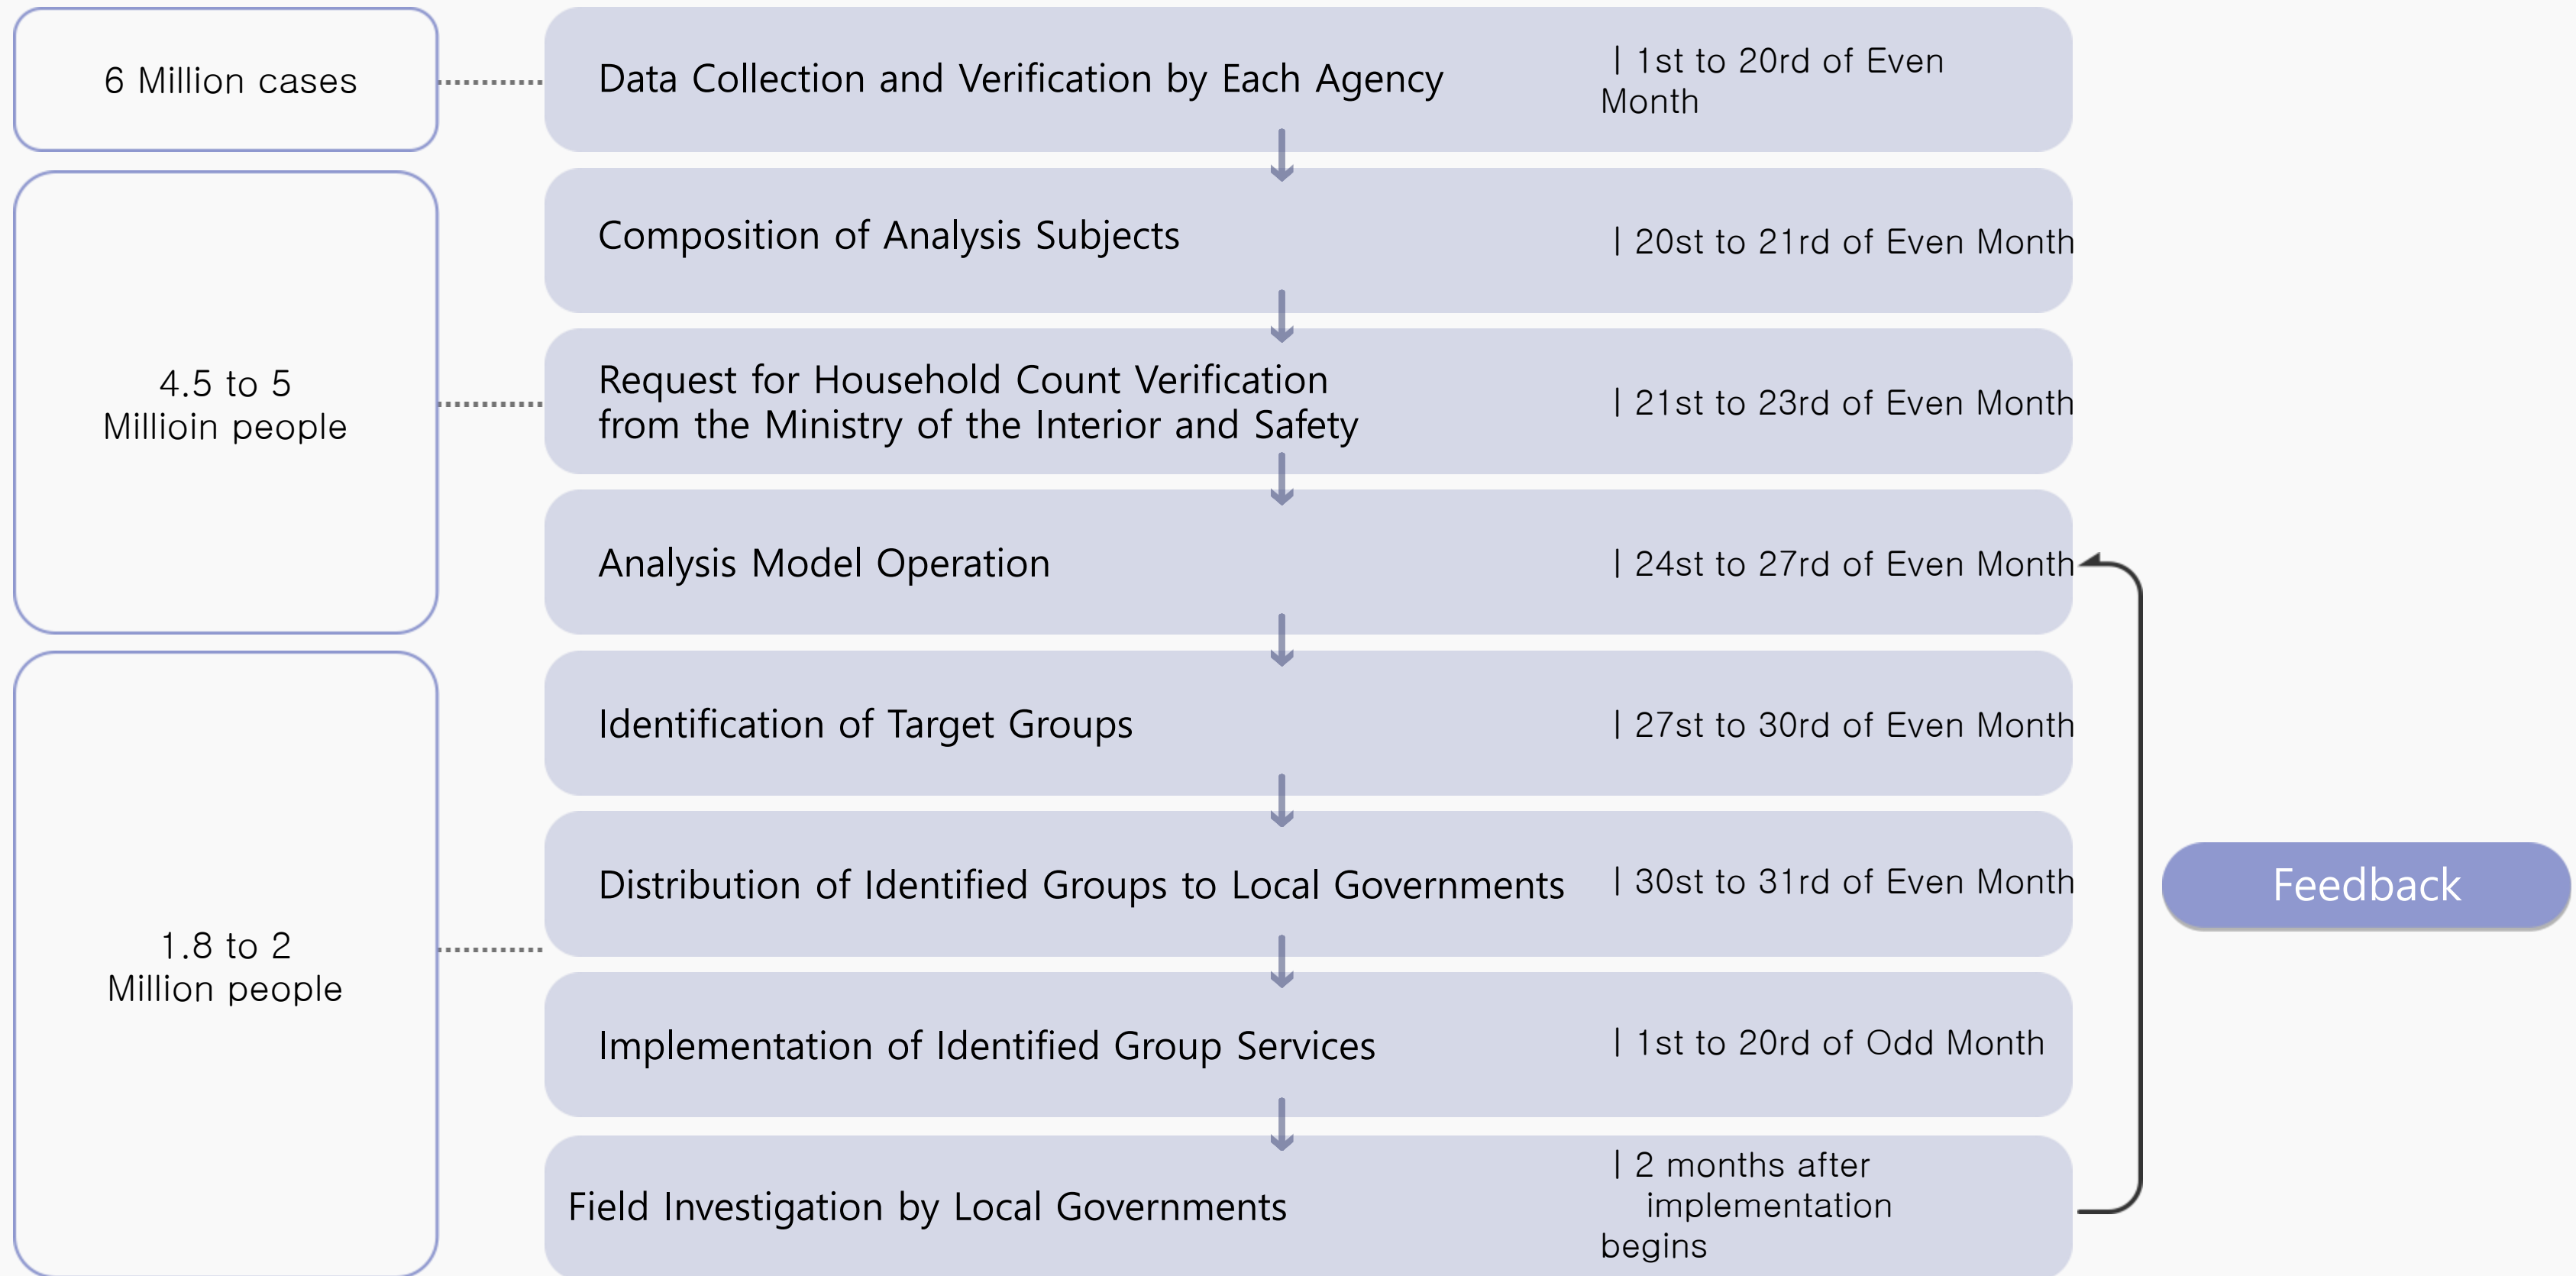 6 Million cases
Data Collection and Verification by Each Agency
| 1st to 20rd of Even
Month
Composition of Analysis Subjects
| 20st to 21rd of Even Month
4.5 to 5
Millioin people
Request for Household Count Verification
from the Ministry of the Interior and Safety
| 21st to 23rd of Even Month
Analysis Model Operation
| 24st to 27rd of Even Month
Identification of Target Groups
| 27st to 30rd of Even Month
Distribution of Identified Groups to Local Governments
| 30st to 31rd of Even Month
Feedback
1.8 to 2
Million people
Implementation of Identified Group Services
| 1st to 20rd of Odd Month
Field Investigation by Local Governments
| 2 months after
implementation
begins